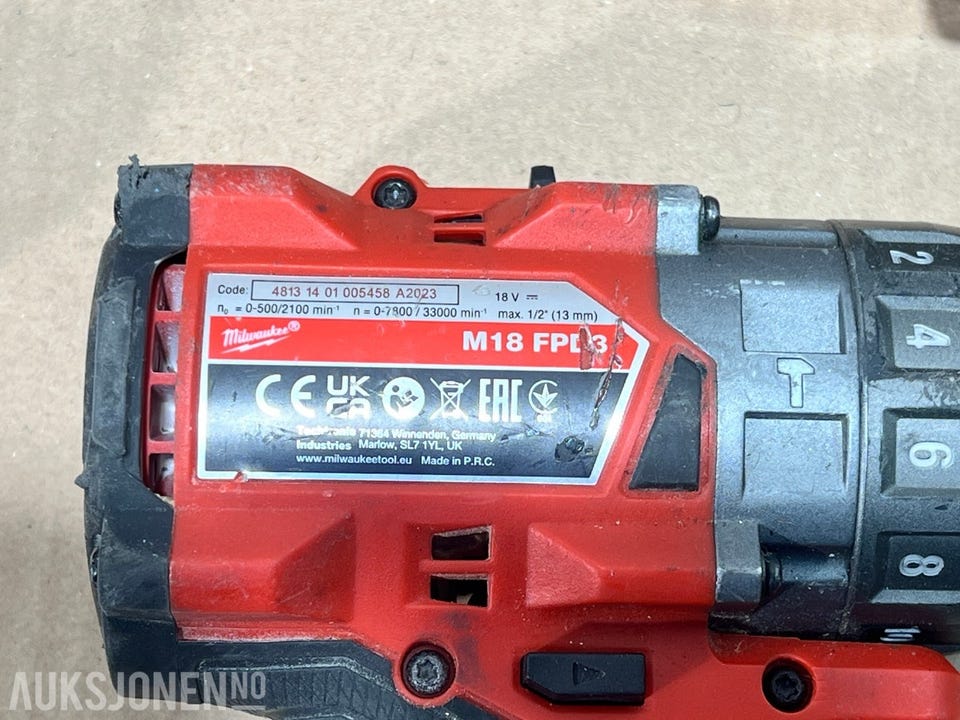 Code: 4813 14 01 005458 A2023 18 V
n₀ = 0-500/2100 min⁻¹ n = 0-7800 / 33000 min⁻¹ max. 1/2" (13 mm)
Milwaukee®
M18 FPD3
CE UK CA EAC
Techtronic 71364 Winnenden, Germany
Industries Marlow, SL7 1YL, UK
www.milwaukeetool.eu Made in P.R.C.
2
4
6
8
10
AUKSJONEN NO